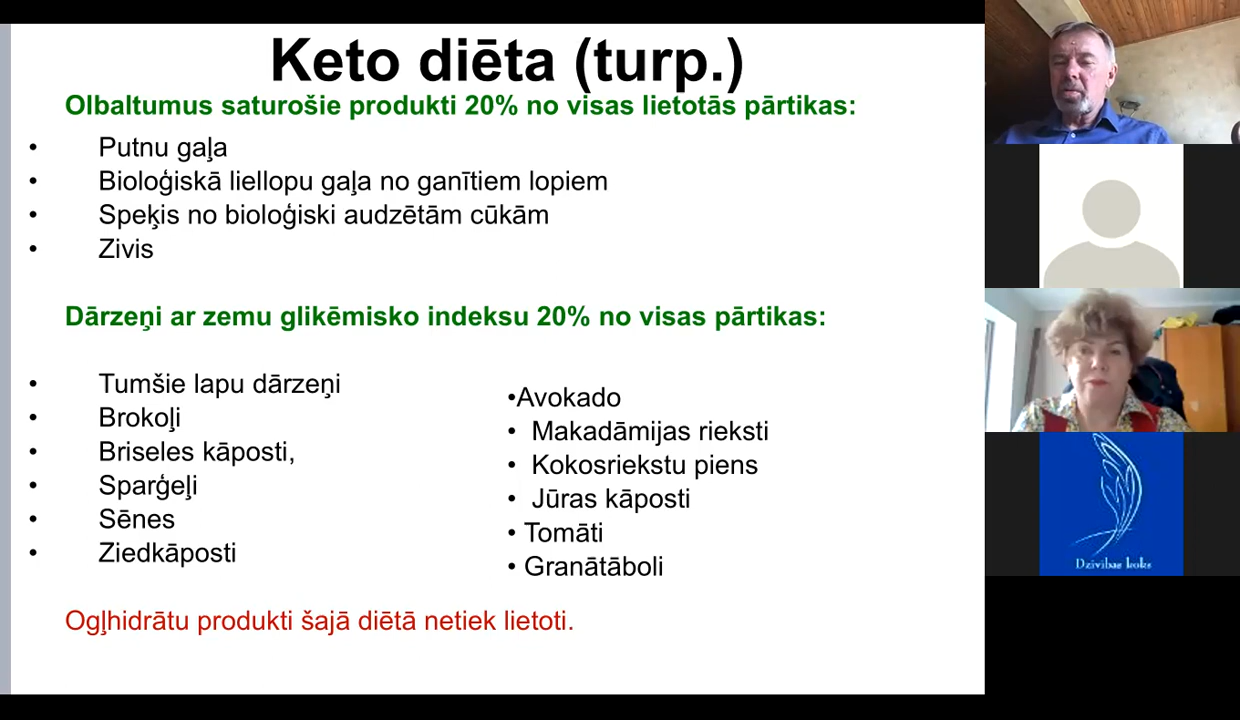 Keto diēta (turp.)
Olbaltumus saturošie produkti 20% no visas lietotās pārtikas:
• Putnu gaļa
• Bioloģiskā liellopu gaļa no ganītiem lopiem
• Speķis no bioloģiski audzētām cūkām
• Zivis
Dārzeņi ar zemu glikēmisko indeksu 20% no visas pārtikas:
• Tumšie lapu dārzeņi
• Brokoļi
• Briseles kāposti,
• Sparģeļi
• Sēnes
• Ziedkāposti
•Avokado
• Makadāmijas rieksti
• Kokosriekstu piens
• Jūras kāposti
• Tomāti
• Granātāboli
Ogļhidrātu produkti šajā diētā netiek lietoti.
Dzīvības koks